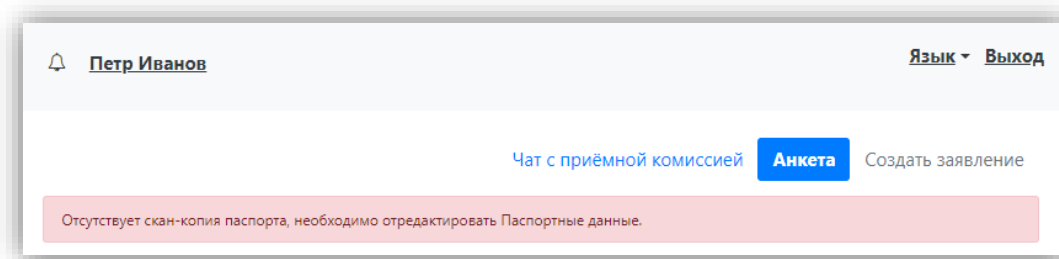 Петр Иванов Язык Выход
Чат с приёмной комиссией Анкета Создать заявление
Отсутствует скан-копия паспорта, необходимо отредактировать Паспортные данные.